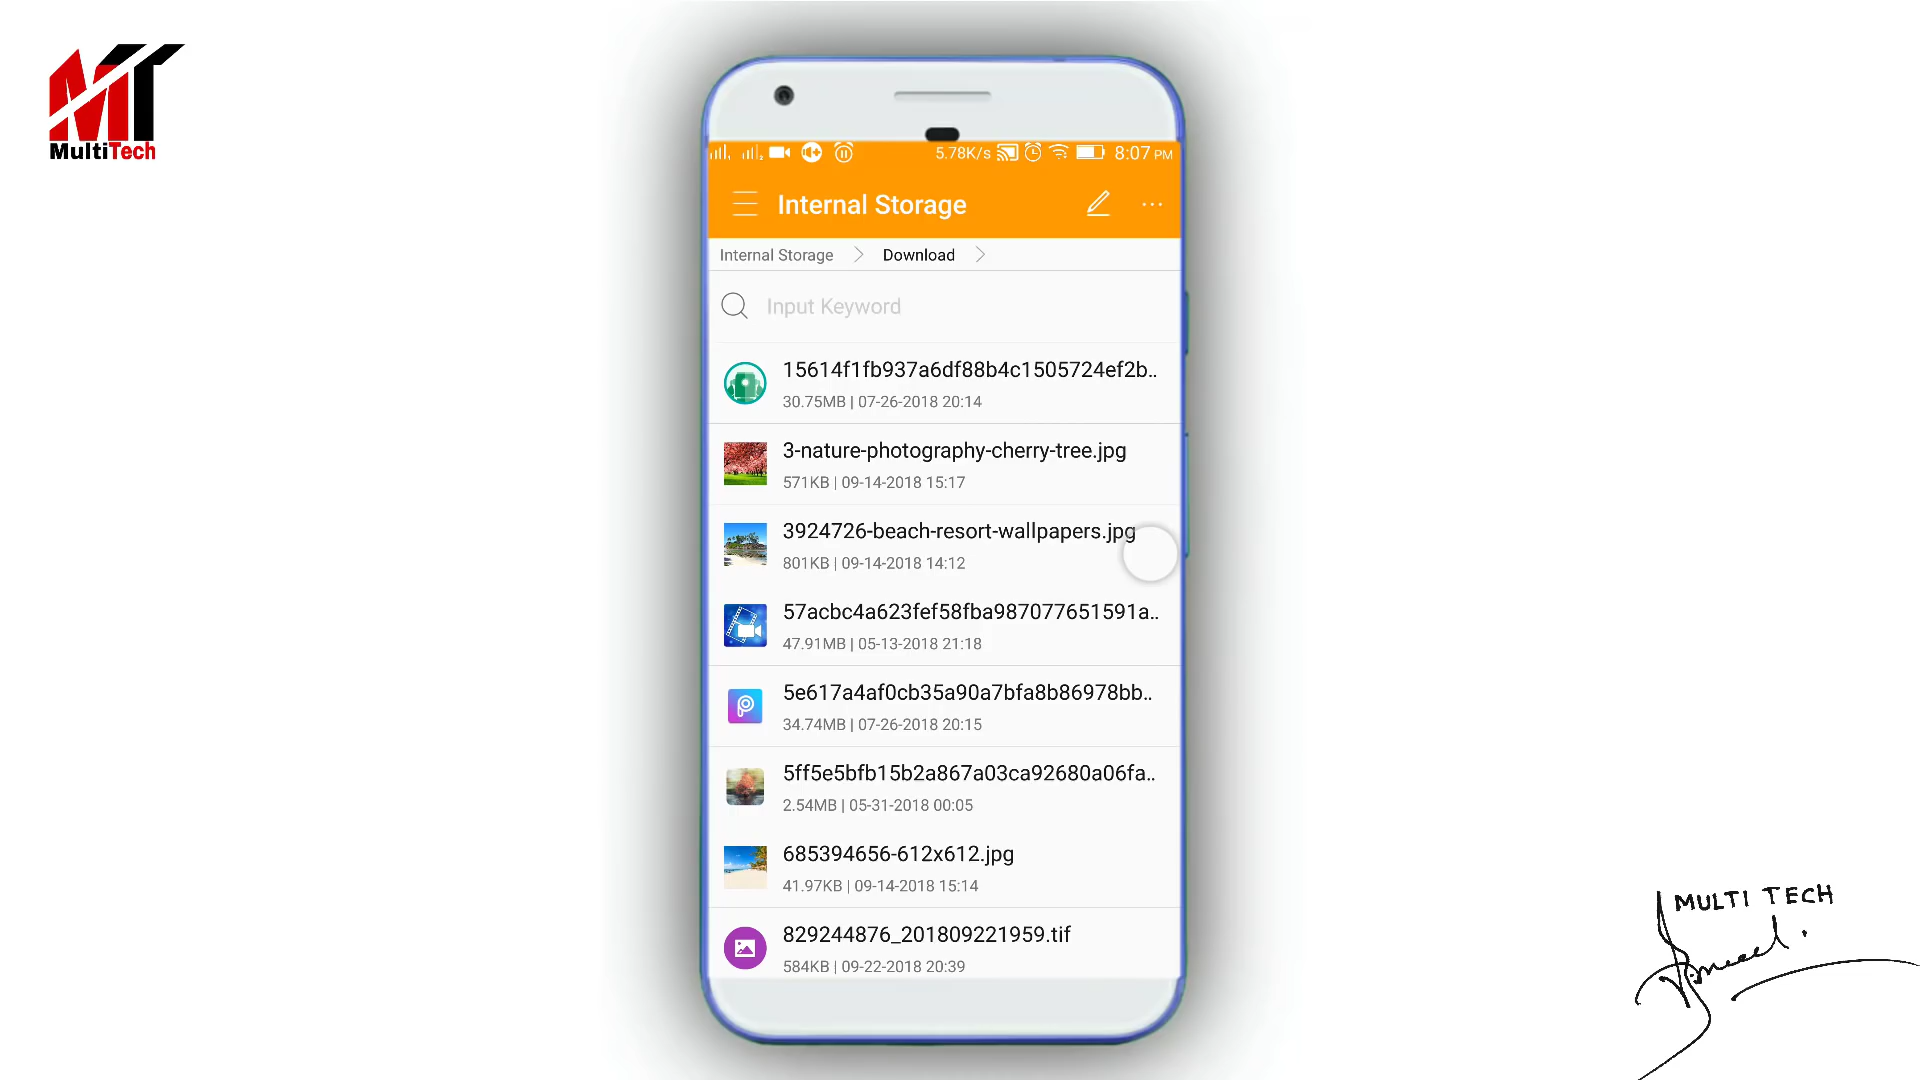 MultiTech
5.78K/s 8:07 PM
Internal Storage
Internal Storage Download
Input Keyword
15614f1fb937a6df88b4c1505724ef2b..
30.75MB | 07-26-2018 20:14
3-nature-photography-cherry-tree.jpg
571KB | 09-14-2018 15:17
3924726-beach-resort-wallpapers.jpg
801KB | 09-14-2018 14:12
57acbc4a623fef58fba987077651591a..
47.91MB | 05-13-2018 21:18
5e617a4af0cb35a90a7bfa8b86978bb..
34.74MB | 07-26-2018 20:15
5ff5e5bfb15b2a867a03ca92680a06fa..
2.54MB | 05-31-2018 00:05
685394656-612x612.jpg
41.97KB | 09-14-2018 15:14
829244876_201809221959.tif
584KB | 09-22-2018 20:39
MULTI TECH